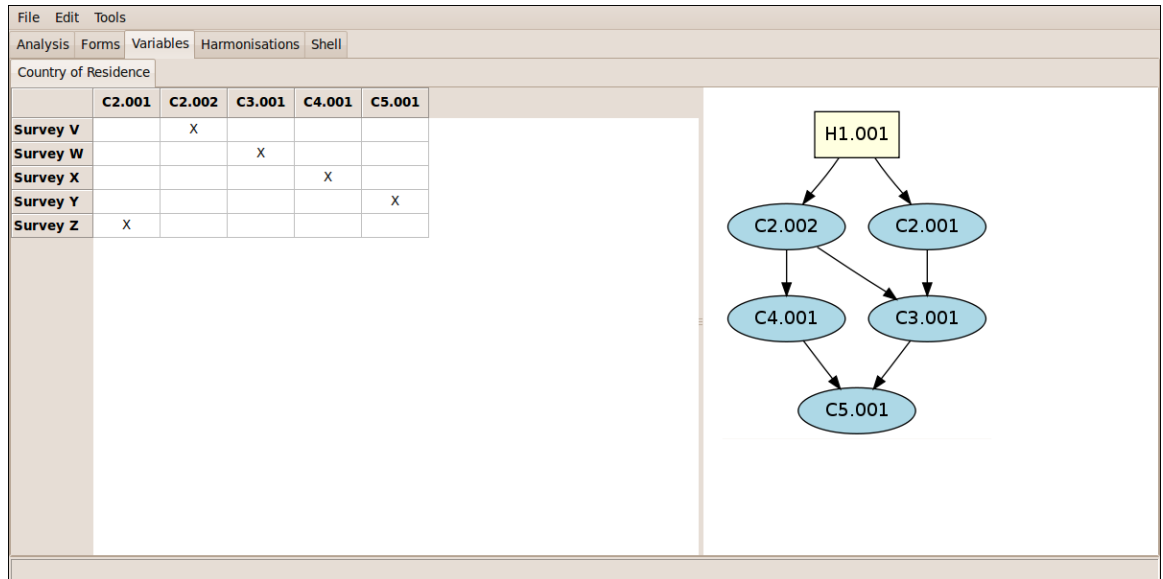 File Edit Tools
Analysis Forms Variables Harmonisations Shell
Country of Residence
C2.001 C2.002 C3.001 C4.001 C5.001
Survey V X
Survey W X
Survey X X
Survey Y X
Survey Z X
H1.001
C2.002 C2.001
C4.001 C3.001
C5.001